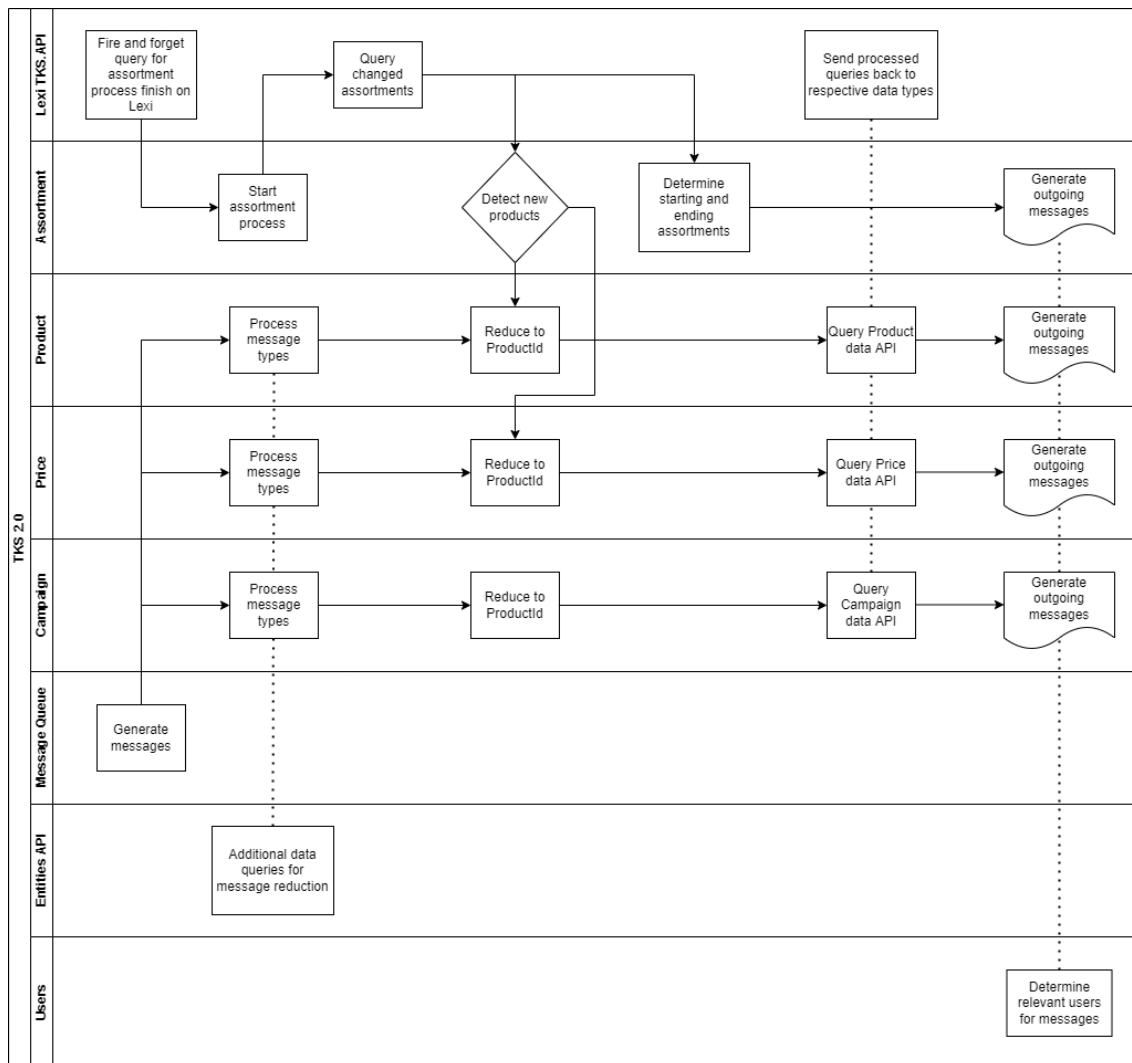 TKS 2.0
Lexi TKS.API
Fire and forget
query for
assortment
process finish on
Lexi
Query
changed
assortments
Send processed
queries back to
respective data types
Assortment
Start
assortment
process
Detect new
products
Determine
starting and
ending
assortments
Generate
outgoing
messages
Product
Process
message
types
Reduce to
ProductId
Query Product
data API
Generate
outgoing
messages
Price
Process
message
types
Reduce to
ProductId
Query Price
data API
Generate
outgoing
messages
Campaign
Process
message
types
Reduce to
ProductId
Query
Campaign
data API
Generate
outgoing
messages
Message Queue
Generate
messages
Entities API
Additional data
queries for
message reduction
Users
Determine
relevant users
for messages